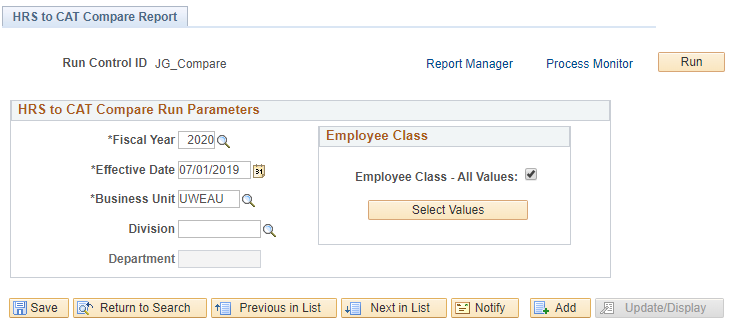 HRS to CAT Compare Report
Run Control ID JG_Compare Report Manager Process Monitor Run
HRS to CAT Compare Run Parameters
*Fiscal Year 2020
*Effective Date 07/01/2019 31
*Business Unit UWEAU
Division
Department
Employee Class
Employee Class - All Values:
Select Values
Save Return to Search Previous in List Next in List Notify Add Update/Display